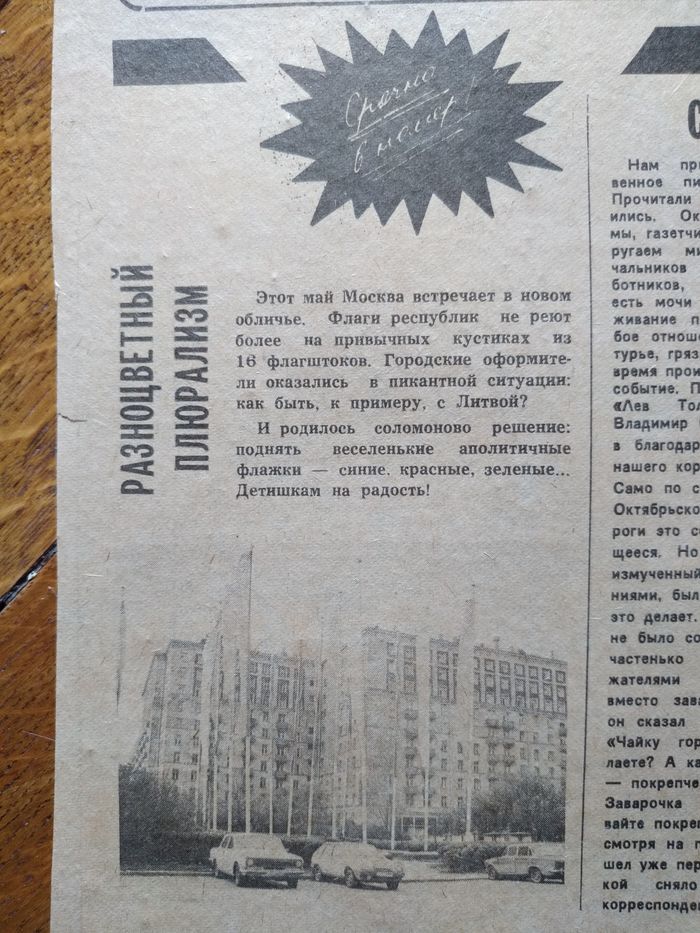 Срочно
в номер!
РАЗНОЦВЕТНЫЙ
ПЛЮРАЛИЗМ
Этот май Москва встречает в новом
обличье. Флаги республик не реют
более на привычных кустиках из
16 флагштоков. Городские оформите-
ли оказались в пикантной ситуации:
как быть, к примеру, с Литвой?
И родилось соломоново решение:
поднять веселенькие аполитичные
флажки — синие. красные, зеленые...
Детишкам на радость!
С
Нам при
венное пи
Прочитали
ились. Ок
мы, газетчи
ругаем ми
чальников
ботников,
есть мочи
живание п
бое отноше
турье, гряз
время прои
событие. П
«Лев Тол
Владимир
в благодар
нашего кор
Само по с
Октябрьско
роги это со
щееся. Но
измученный
ниями, был
это делает.
не было со
частенько
жателями
вместо зава
он сказал
«Чайку гор
лаете? А ка
— покрепче
Заварочка
вайте покреп
смотря на п
шел уже пер
кой сняло
корреспонде